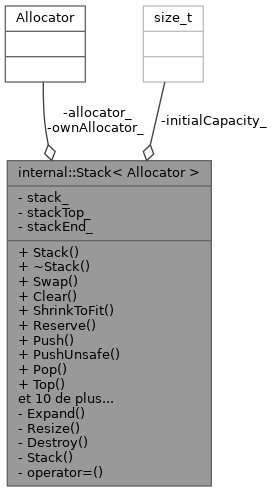 Allocator
size_t
-allocator_
-ownAllocator_
-initialCapacity_
internal::Stack< Allocator >
- stack_
- stackTop_
- stackEnd_
+ Stack()
+ ~Stack()
+ Swap()
+ Clear()
+ ShrinkToFit()
+ Reserve()
+ Push()
+ PushUnsafe()
+ Pop()
+ Top()
et 10 de plus...
- Expand()
- Resize()
- Destroy()
- Stack()
- operator=()